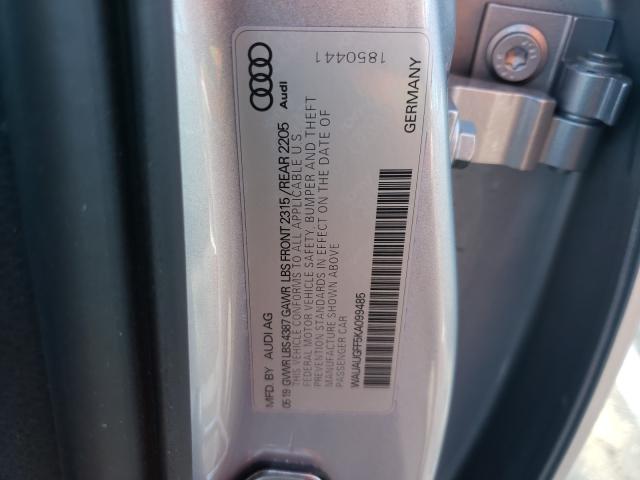 MFD. BY AUDI AG
05 19 GVWR LBS 4387 GAWR LBS FRONT 2315 / REAR 2205
THIS VEHICLE CONFORMS TO ALL APPLICABLE U S
FEDERAL MOTOR VEHICLE SAFETY, BUMPER AND THEFT
PREVENTION STANDARDS IN EFFECT ON THE DATE OF
MANUFACTURE SHOWN ABOVE
PASSENGER CAR
WAUAUGFF5KA099485
GERMANY
Audi
1850441